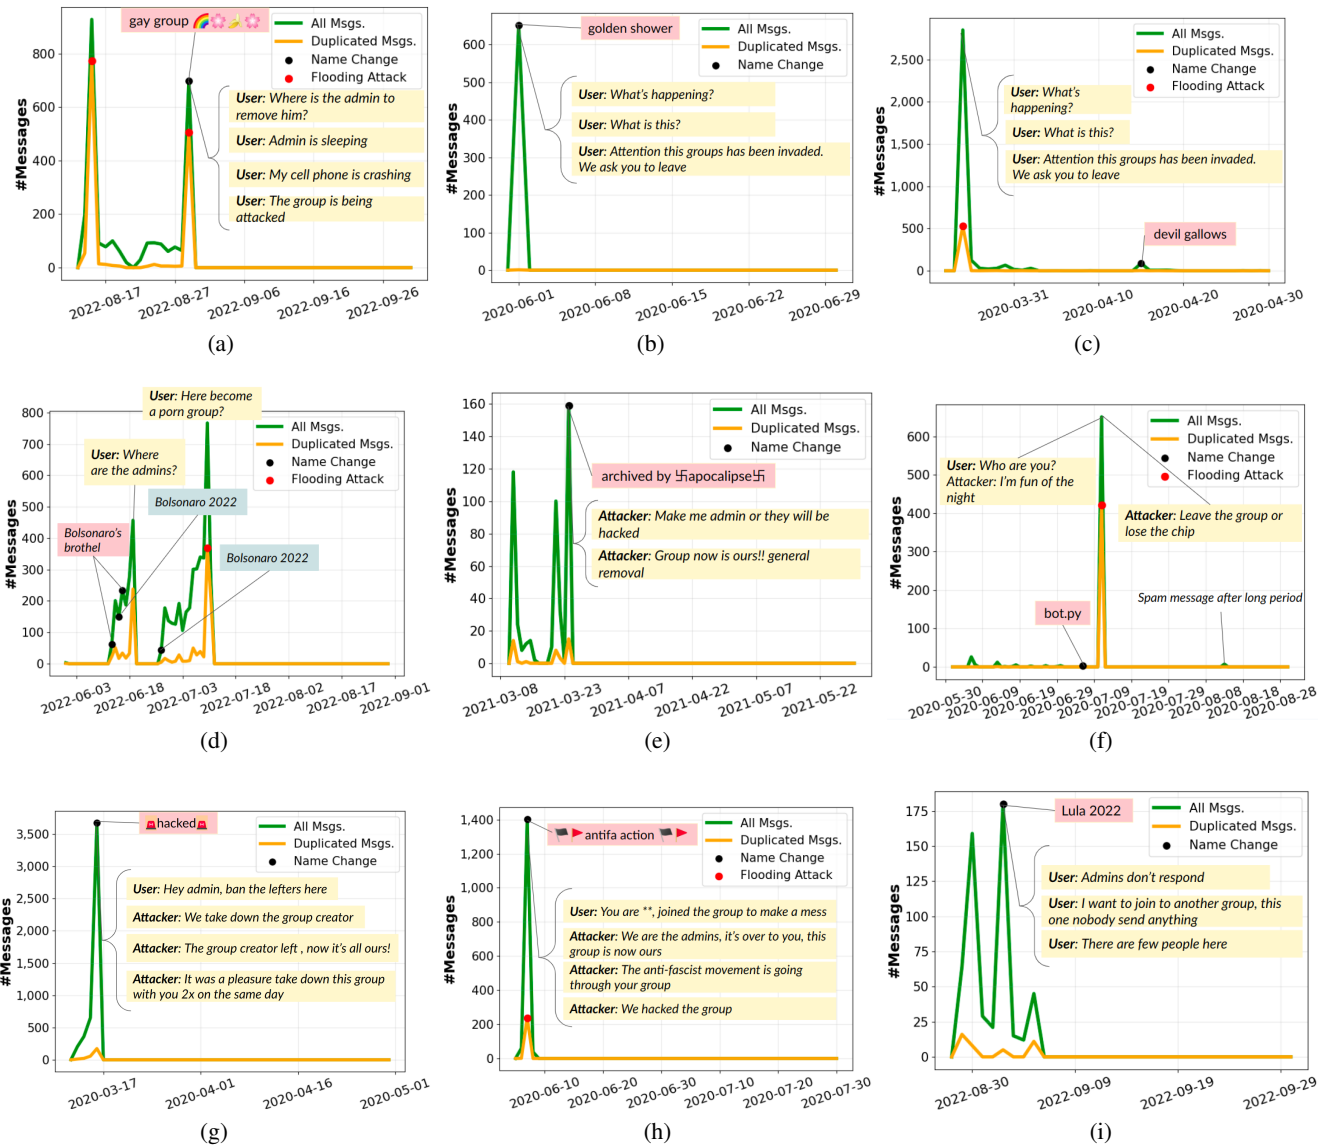 gay group 🌈🌸🍌🌸
All Msgs.
Duplicated Msgs.
Name Change
Flooding Attack
User: Where is the admin to
remove him?
User: Admin is sleeping
User: My cell phone is crashing
User: The group is being
attacked
#Messages
800
600
400
200
0
2022-08-17
2022-08-27
2022-09-06
2022-09-16
2022-09-26
(a)
golden shower
All Msgs.
Duplicated Msgs.
Name Change
User: What's happening?
User: What is this?
User: Attention this groups has been invaded.
We ask you to leave
#Messages
600
500
400
300
200
100
0
2020-06-01
2020-06-08
2020-06-15
2020-06-22
2020-06-29
(b)
All Msgs.
Duplicated Msgs.
Name Change
Flooding Attack
User: What's
happening?
User: What is this?
User: Attention this groups has been invaded.
We ask you to leave
devil gallows
#Messages
2,500
2,000
1,500
1,000
500
0
2020-03-31
2020-04-10
2020-04-20
2020-04-30
(c)
User: Here become
a porn group?
All Msgs.
Duplicated Msgs.
Name Change
Flooding Attack
User: Where
are the admins?
Bolsonaro 2022
Bolsonaro's
brothel
Bolsonaro 2022
#Messages
800
700
600
500
400
300
200
100
0
2022-06-03
2022-06-18
2022-07-03
2022-07-18
2022-08-02
2022-08-17
2022-09-01
(d)
All Msgs.
Duplicated Msgs.
Name Change
archived by 卐apocalipse卐
Attacker: Make me admin or they will be
hacked
Attacker: Group now is ours!! general
removal
#Messages
160
140
120
100
80
60
40
20
0
2021-03-08
2021-03-23
2021-04-07
2021-04-22
2021-05-07
2021-05-22
(e)
All Msgs.
Duplicated Msgs.
Name Change
Flooding Attack
User: Who are you?
Attacker: I'm fun of the
night
Attacker: Leave the group or
lose the chip
Spam message after long period
bot.py
#Messages
600
500
400
300
200
100
0
2020-05-30
2020-06-09
2020-06-19
2020-06-29
2020-07-09
2020-07-19
2020-07-29
2020-08-08
2020-08-18
2020-08-28
(f)
🚨hacked🚨
All Msgs.
Duplicated Msgs.
Name Change
User: Hey admin, ban the lefters here
Attacker: We take down the group creator
Attacker: The group creator left , now it's all ours!
Attacker: It was a pleasure take down this group
with you 2x on the same day
#Messages
3,500
3,000
2,500
2,000
1,500
1,000
500
0
2020-03-17
2020-04-01
2020-04-16
2020-05-01
(g)
🏴🚩antifa action 🏴🚩
All Msgs.
Duplicated Msgs.
Name Change
Flooding Attack
User: You are **, joined the group to make a mess
Attacker: We are the admins, it's over to you, this
group is now ours
Attacker: The anti-fascist movement is going
through your group
Attacker: We hacked the group
#Messages
1,400
1,200
1,000
800
600
400
200
0
2020-06-10
2020-06-20
2020-06-30
2020-07-10
2020-07-20
2020-07-30
(h)
Lula 2022
All Msgs.
Duplicated Msgs.
Name Change
User: Admins don't respond
User: I want to join to another group, this
one nobody send anything
User: There are few people here
#Messages
175
150
125
100
75
50
25
0
2022-08-30
2022-09-09
2022-09-19
2022-09-29
(i)